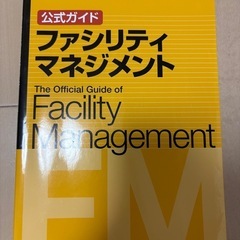 公式ガイド
ファシリティ
マネジメント
The Official Guide of
Facility
Management
FM